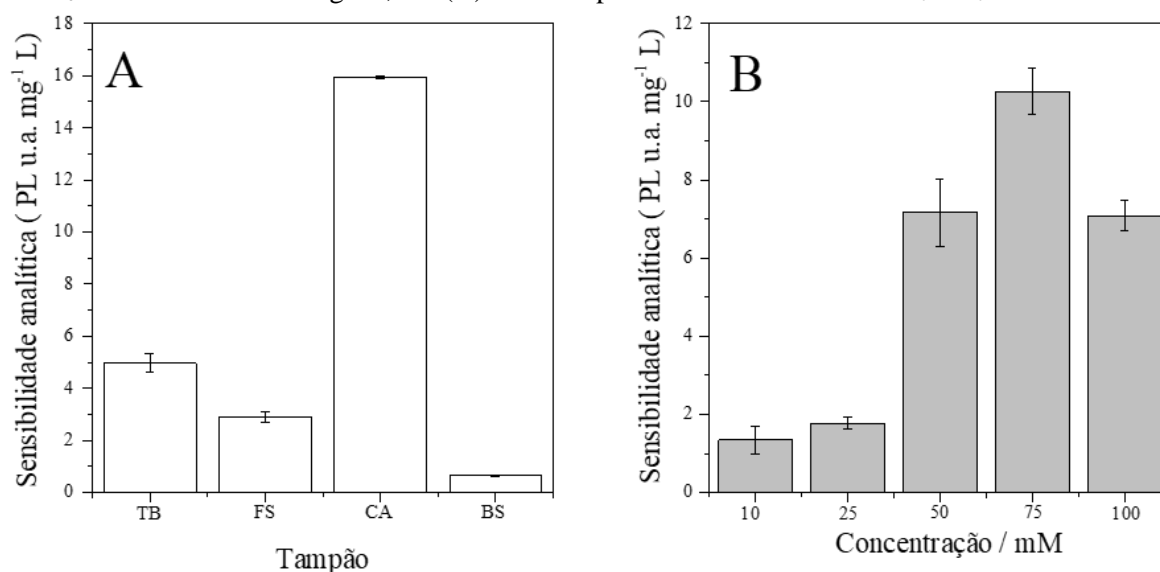 A
Sensibilidade analítica ( PL u.a. mg⁻¹ L)
18
16
14
12
10
8
6
4
2
0
TB FS CA BS
Tampão
B
Sensibilidade analítica ( PL u.a. mg⁻¹ L)
12
10
8
6
4
2
0
10 25 50 75 100
Concentração / mM